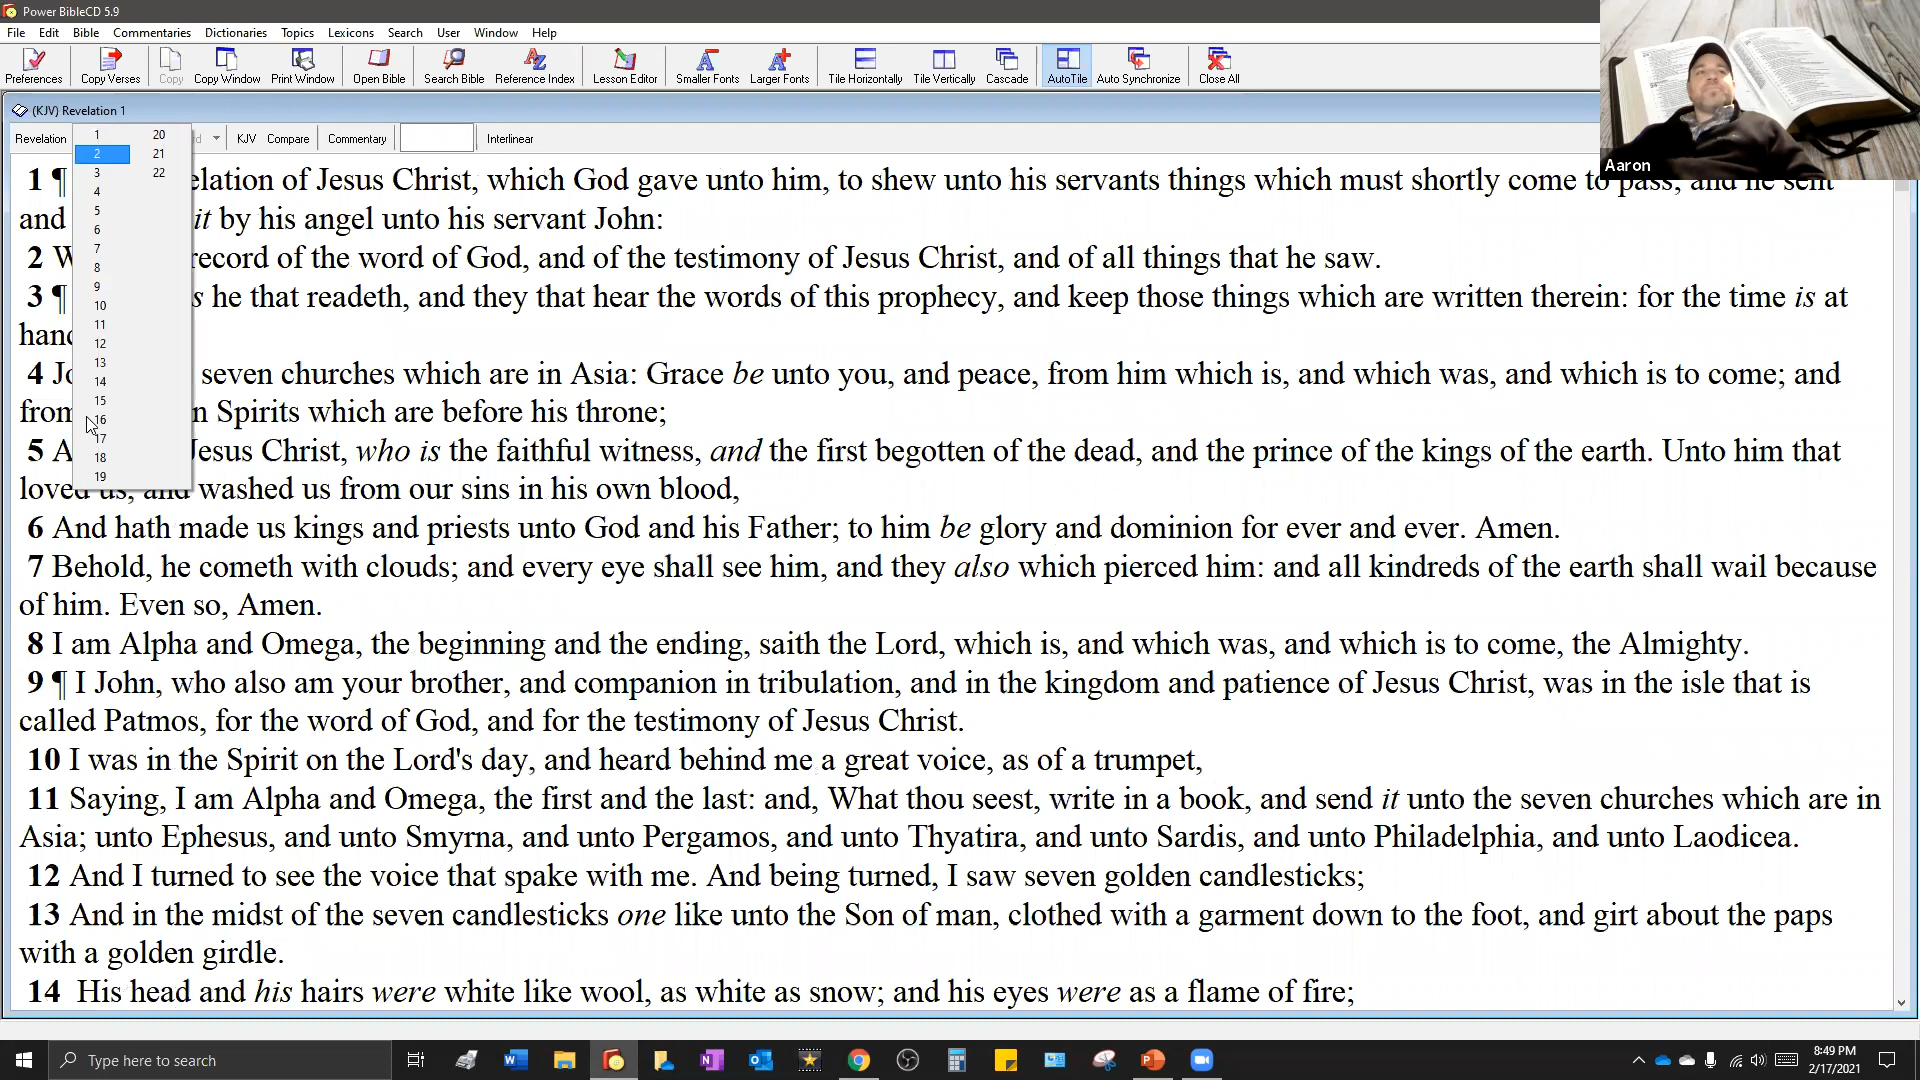 Power BibleCD 5.9
File Edit Bible Commentaries Dictionaries Topics Lexicons Search User Window Help
Preferences Copy Verses Copy Copy Window Print Window Open Bible Search Bible Reference Index Lesson Editor Smaller Fonts Larger Fonts Tile Horizontally Tile Vertically Cascade AutoTile Auto Synchronize Close All
(KJV) Revelation 1
Revelation KJV Compare Commentary Interlinear
1 20
2 21
3 22
4
5
6
7
8
9
10
11
12
13
14
15
16
17
18
19
1 ¶ elation of Jesus Christ, which God gave unto him, to shew unto his servants things which must shortly come to pass; and he sent
and it by his angel unto his servant John:
2 W record of the word of God, and of the testimony of Jesus Christ, and of all things that he saw.
3 ¶ s he that readeth, and they that hear the words of this prophecy, and keep those things which are written therein: for the time is at
hand
4 Jo seven churches which are in Asia: Grace be unto you, and peace, from him which is, and which was, and which is to come; and
from n Spirits which are before his throne;
5 A Jesus Christ, who is the faithful witness, and the first begotten of the dead, and the prince of the kings of the earth. Unto him that
loved us, and washed us from our sins in his own blood,
6 And hath made us kings and priests unto God and his Father; to him be glory and dominion for ever and ever. Amen.
7 Behold, he cometh with clouds; and every eye shall see him, and they also which pierced him: and all kindreds of the earth shall wail because
of him. Even so, Amen.
8 I am Alpha and Omega, the beginning and the ending, saith the Lord, which is, and which was, and which is to come, the Almighty.
9 ¶ I John, who also am your brother, and companion in tribulation, and in the kingdom and patience of Jesus Christ, was in the isle that is
called Patmos, for the word of God, and for the testimony of Jesus Christ.
10 I was in the Spirit on the Lord's day, and heard behind me a great voice, as of a trumpet,
11 Saying, I am Alpha and Omega, the first and the last: and, What thou seest, write in a book, and send it unto the seven churches which are in
Asia; unto Ephesus, and unto Smyrna, and unto Pergamos, and unto Thyatira, and unto Sardis, and unto Philadelphia, and unto Laodicea.
12 And I turned to see the voice that spake with me. And being turned, I saw seven golden candlesticks;
13 And in the midst of the seven candlesticks one like unto the Son of man, clothed with a garment down to the foot, and girt about the paps
with a golden girdle.
14 His head and his hairs were white like wool, as white as snow; and his eyes were as a flame of fire;
Aaron
Type here to search
8:49 PM
2/17/2021